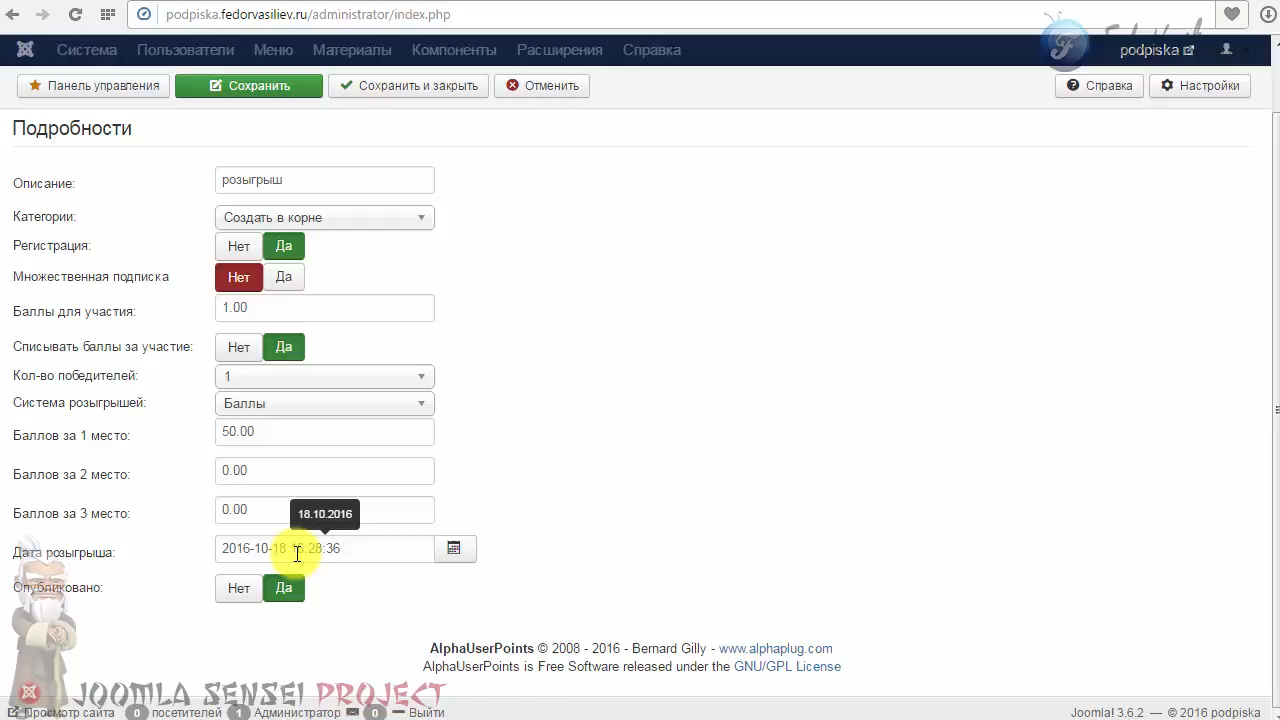 podpiska.fedorvasiliev.ru/administrator/index.php
Система Пользователи Меню Материалы Компоненты Расширения Справка podpiska
Панель управления Сохранить Сохранить и закрыть Отменить Справка Настройки
Подробности
Описание: розыгрыш
Категории: Создать в корне
Регистрация: Нет Да
Множественная подписка Нет Да
Баллы для участия: 1.00
Списывать баллы за участие: Нет Да
Кол-во победителей: 1
Система розыгрышей: Баллы
Баллов за 1 место: 50.00
Баллов за 2 место: 0.00
Баллов за 3 место: 0.00
18.10.2016
Дата розыгрыша: 2016-10-18 16:28:36
Опубликовано: Нет Да
AlphaUserPoints © 2008 - 2016 - Bernard Gilly - www.alphaplug.com
AlphaUserPoints is Free Software released under the GNU/GPL License
JOOMLA SENSEI PROJECT
Просмотр сайта 0 посетителей 1 Администратор 0 Выйти Joomla! 3.6.2 — © 2016 podpiska